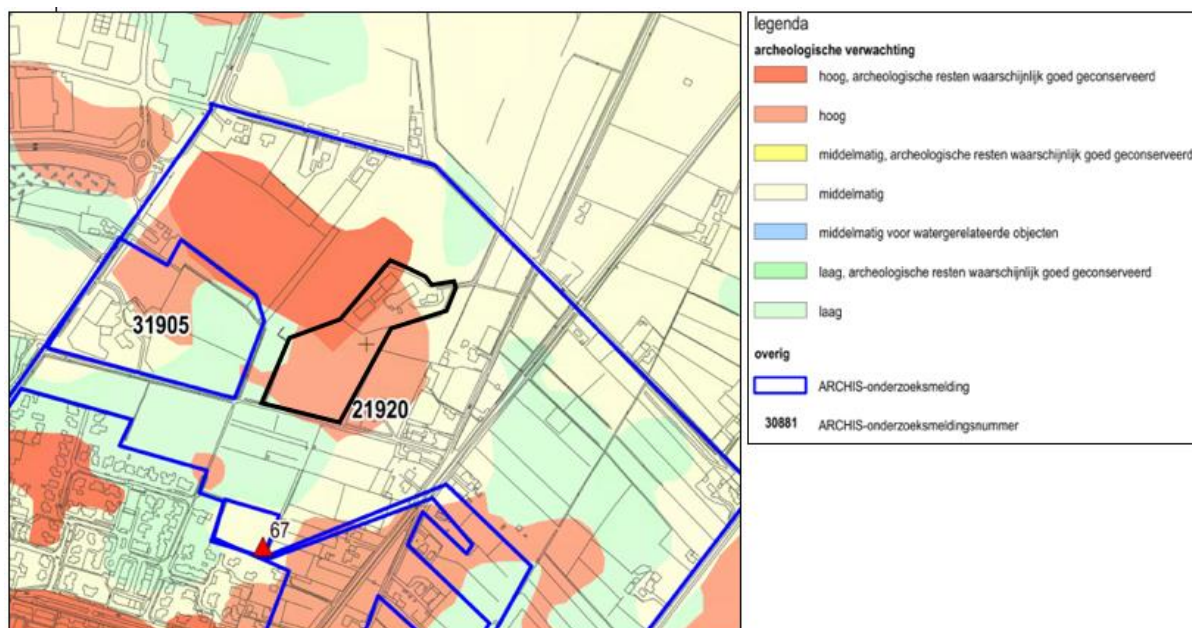 31905
21920
67
legenda
archeologische verwachting
hoog, archeologische resten waarschijnlijk goed geconserveerd
hoog
middelmatig, archeologische resten waarschijnlijk goed geconserveerd
middelmatig
middelmatig voor watergerelateerde objecten
laag, archeologische resten waarschijnlijk goed geconserveerd
laag
overig
ARCHIS-onderzoeksmelding
30881 ARCHIS-onderzoeksmeldingsnummer